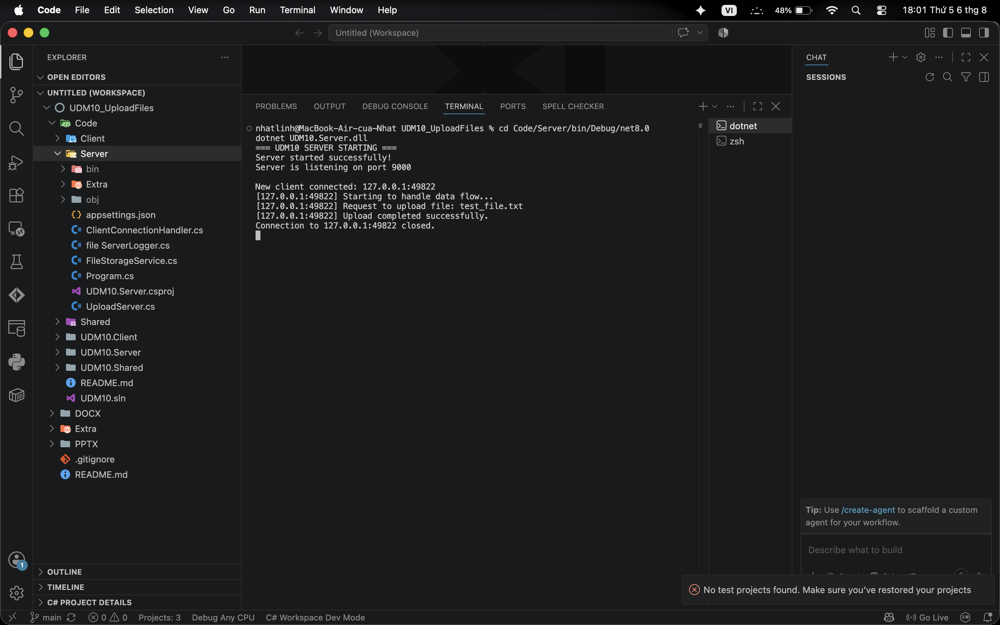 Code File Edit Selection View Go Run Terminal Window Help VI 48% 18:01 Thứ 5 6 thg 8
Untitled (Workspace)
EXPLORER
OPEN EDITORS
UNTITLED (WORKSPACE)
UDM10_UploadFiles
Code
Client
Server
bin
Extra
obj
appsettings.json
ClientConnectionHandler.cs
file ServerLogger.cs
FileStorageService.cs
Program.cs
UDM10.Server.csproj
UploadServer.cs
Shared
UDM10.Client
UDM10.Server
UDM10.Shared
README.md
UDM10.sln
DOCX
Extra
PPTX
.gitignore
README.md
OUTLINE
TIMELINE
C# PROJECT DETAILS
PROBLEMS OUTPUT DEBUG CONSOLE TERMINAL PORTS SPELL CHECKER
nhatlinh@MacBook-Air-cua-Nhat UDM10_UploadFiles % cd Code/Server/bin/Debug/net8.0
dotnet UDM10.Server.dll
=== UDM10 SERVER STARTING ===
Server started successfully!
Server is listening on port 9000
New client connected: 127.0.0.1:49822
[127.0.0.1:49822] Starting to handle data flow...
[127.0.0.1:49822] Request to upload file: test_file.txt
[127.0.0.1:49822] Upload completed successfully.
Connection to 127.0.0.1:49822 closed.
dotnet
zsh
CHAT
SESSIONS
Tip: Use /create-agent to scaffold a custom
agent for your workflow.
Describe what to build
No test projects found. Make sure you've restored your projects
1
main 0 0 Projects: 3 Debug Any CPU C# Workspace Dev Mode Go Live